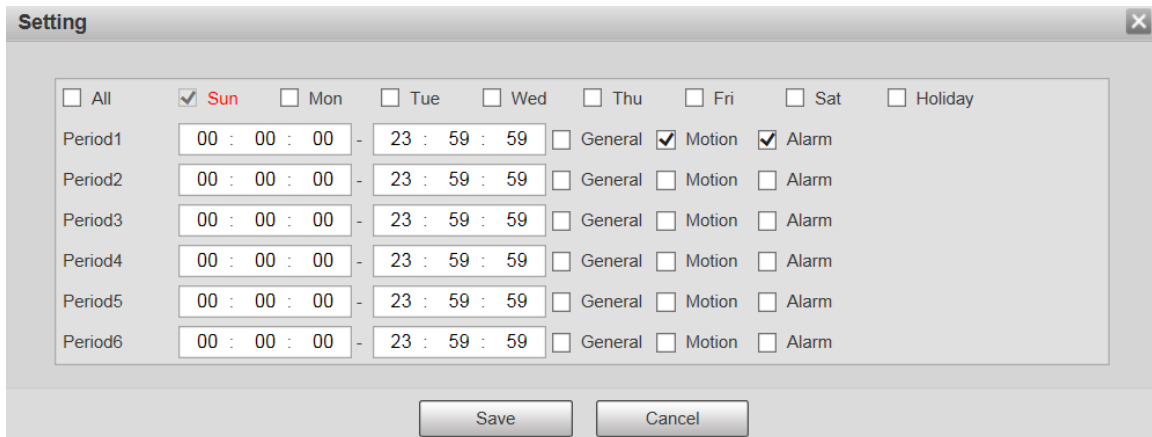 Setting
All Sun Mon Tue Wed Thu Fri Sat Holiday
Period1 00 : 00 : 00 - 23 : 59 : 59 General Motion Alarm
Period2 00 : 00 : 00 - 23 : 59 : 59 General Motion Alarm
Period3 00 : 00 : 00 - 23 : 59 : 59 General Motion Alarm
Period4 00 : 00 : 00 - 23 : 59 : 59 General Motion Alarm
Period5 00 : 00 : 00 - 23 : 59 : 59 General Motion Alarm
Period6 00 : 00 : 00 - 23 : 59 : 59 General Motion Alarm
Save Cancel